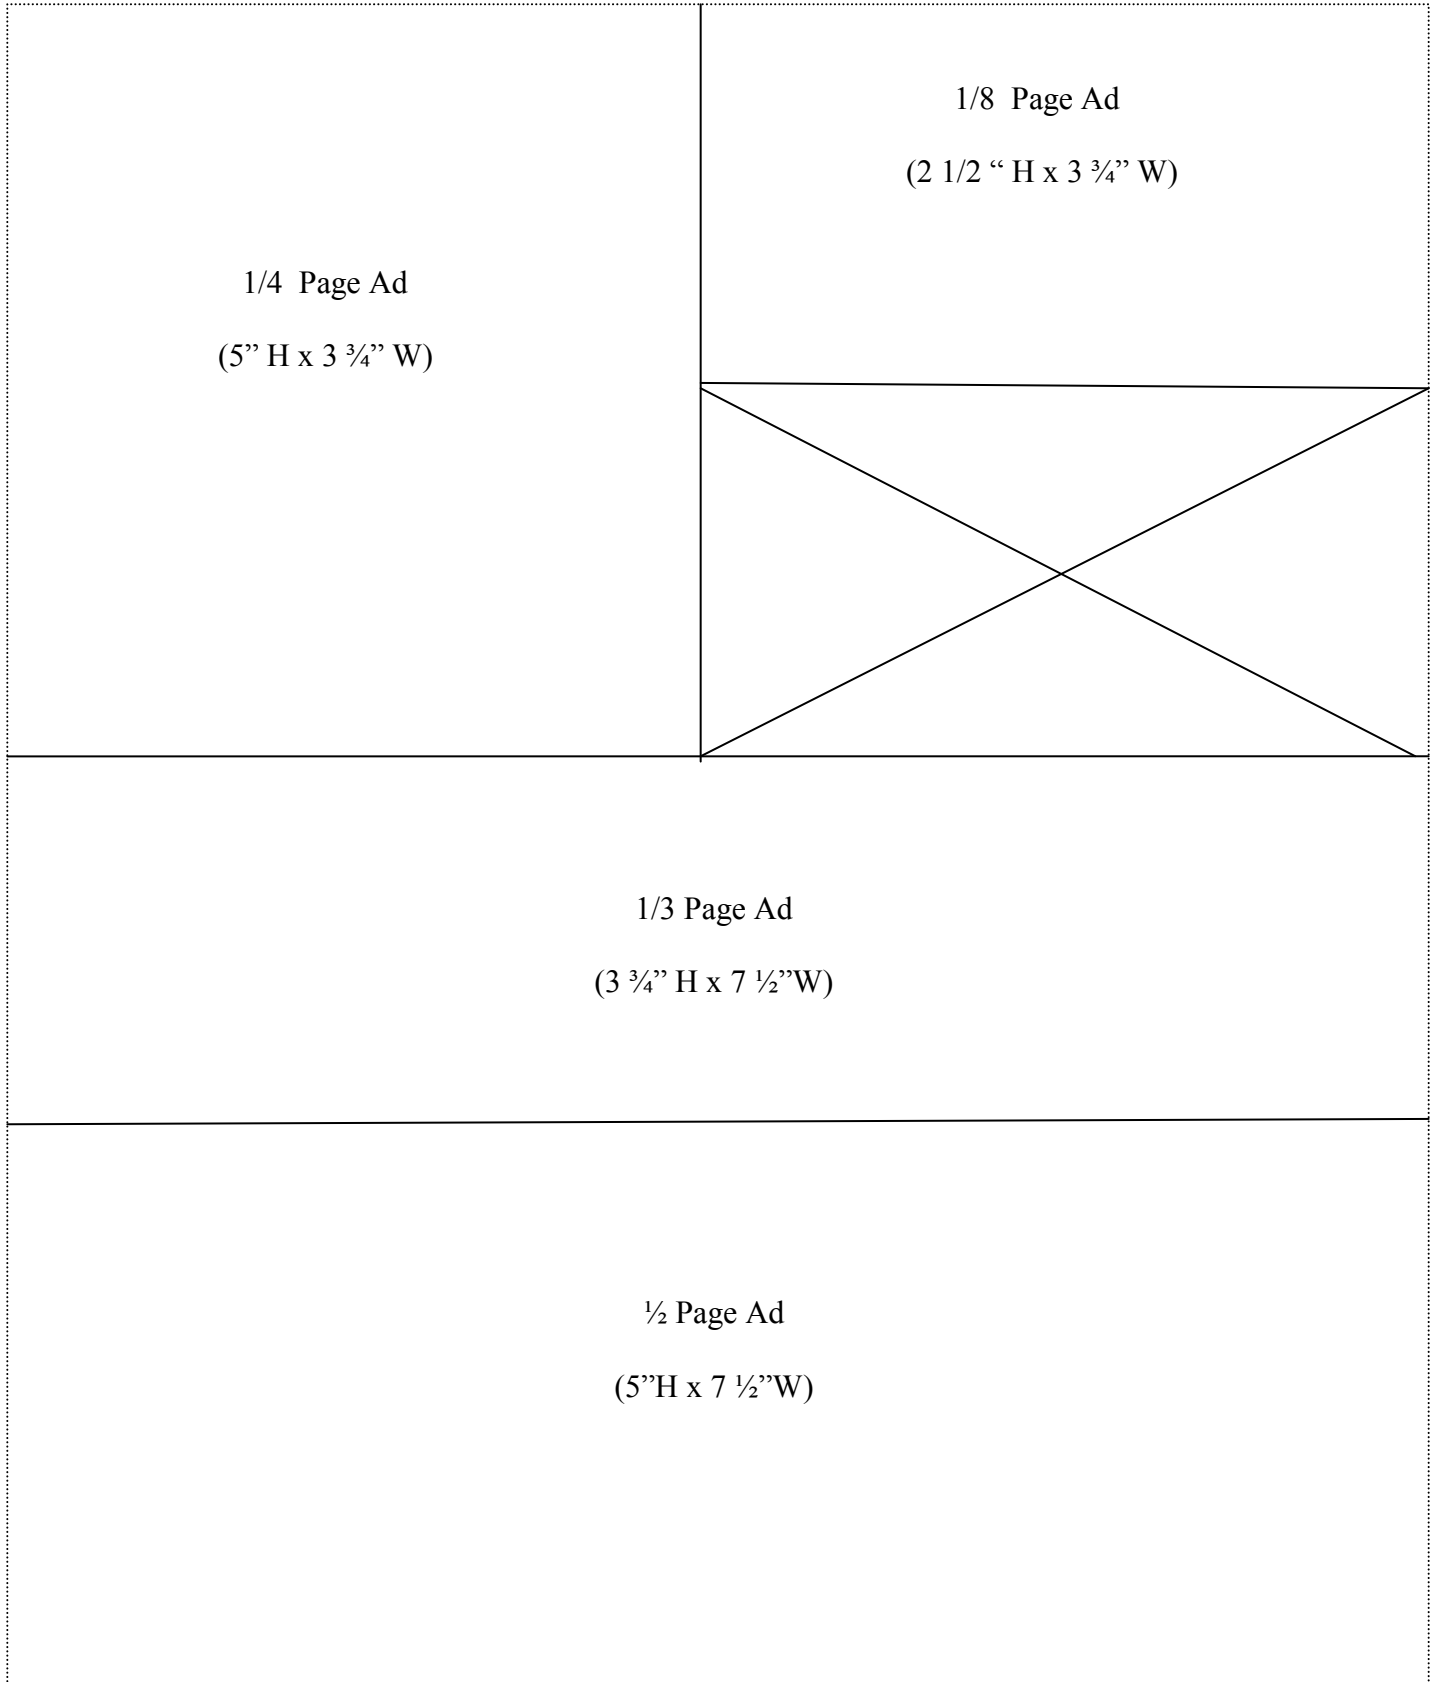 1/8  Page Ad
(2 1/2 “ H x 3 ¾” W)
1/4  Page Ad
(5” H x 3 ¾” W)
1/3 Page Ad
(3 ¾” H x 7 ½”W)
½ Page Ad
(5”H x 7 ½”W)